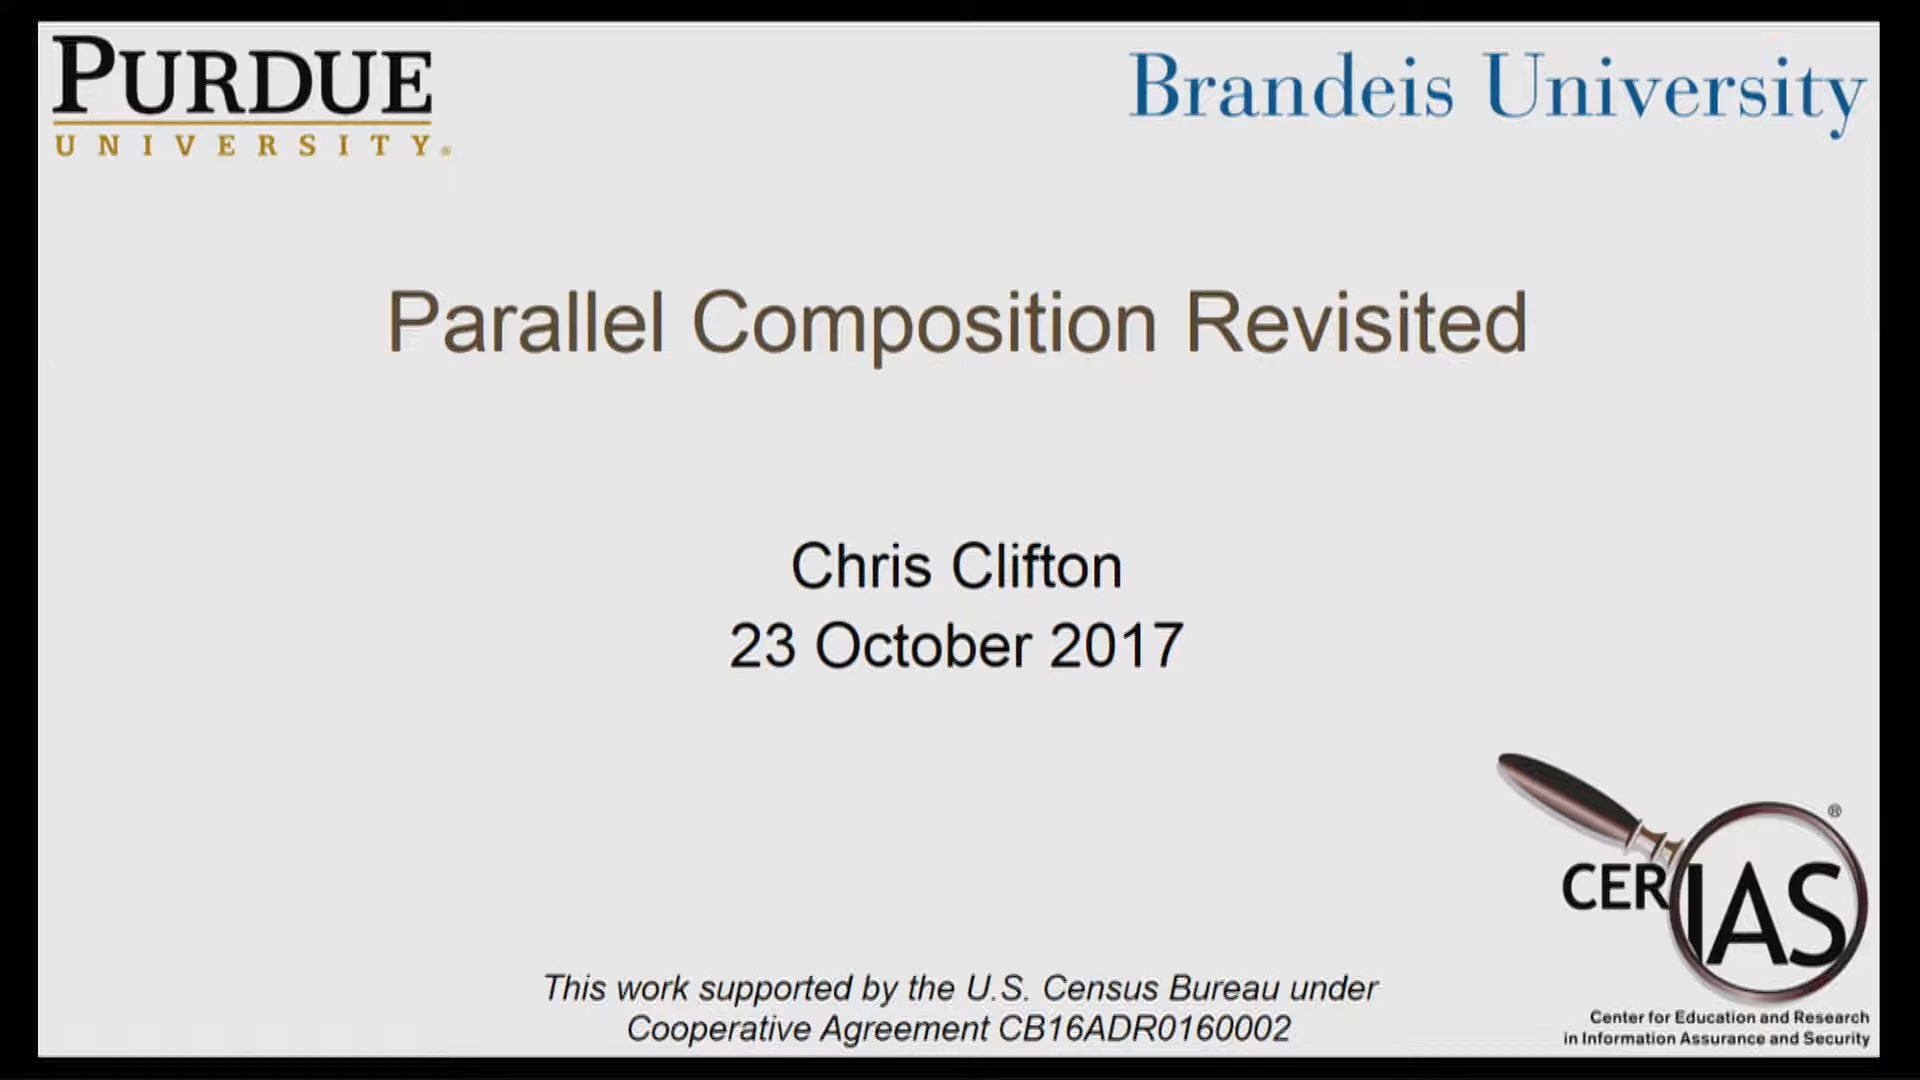 PURDUE
UNIVERSITY®
Brandeis University
Parallel Composition Revisited
Chris Clifton
23 October 2017
This work supported by the U.S. Census Bureau under
Cooperative Agreement CB16ADR0160002
CERIAS®
Center for Education and Research
in Information Assurance and Security